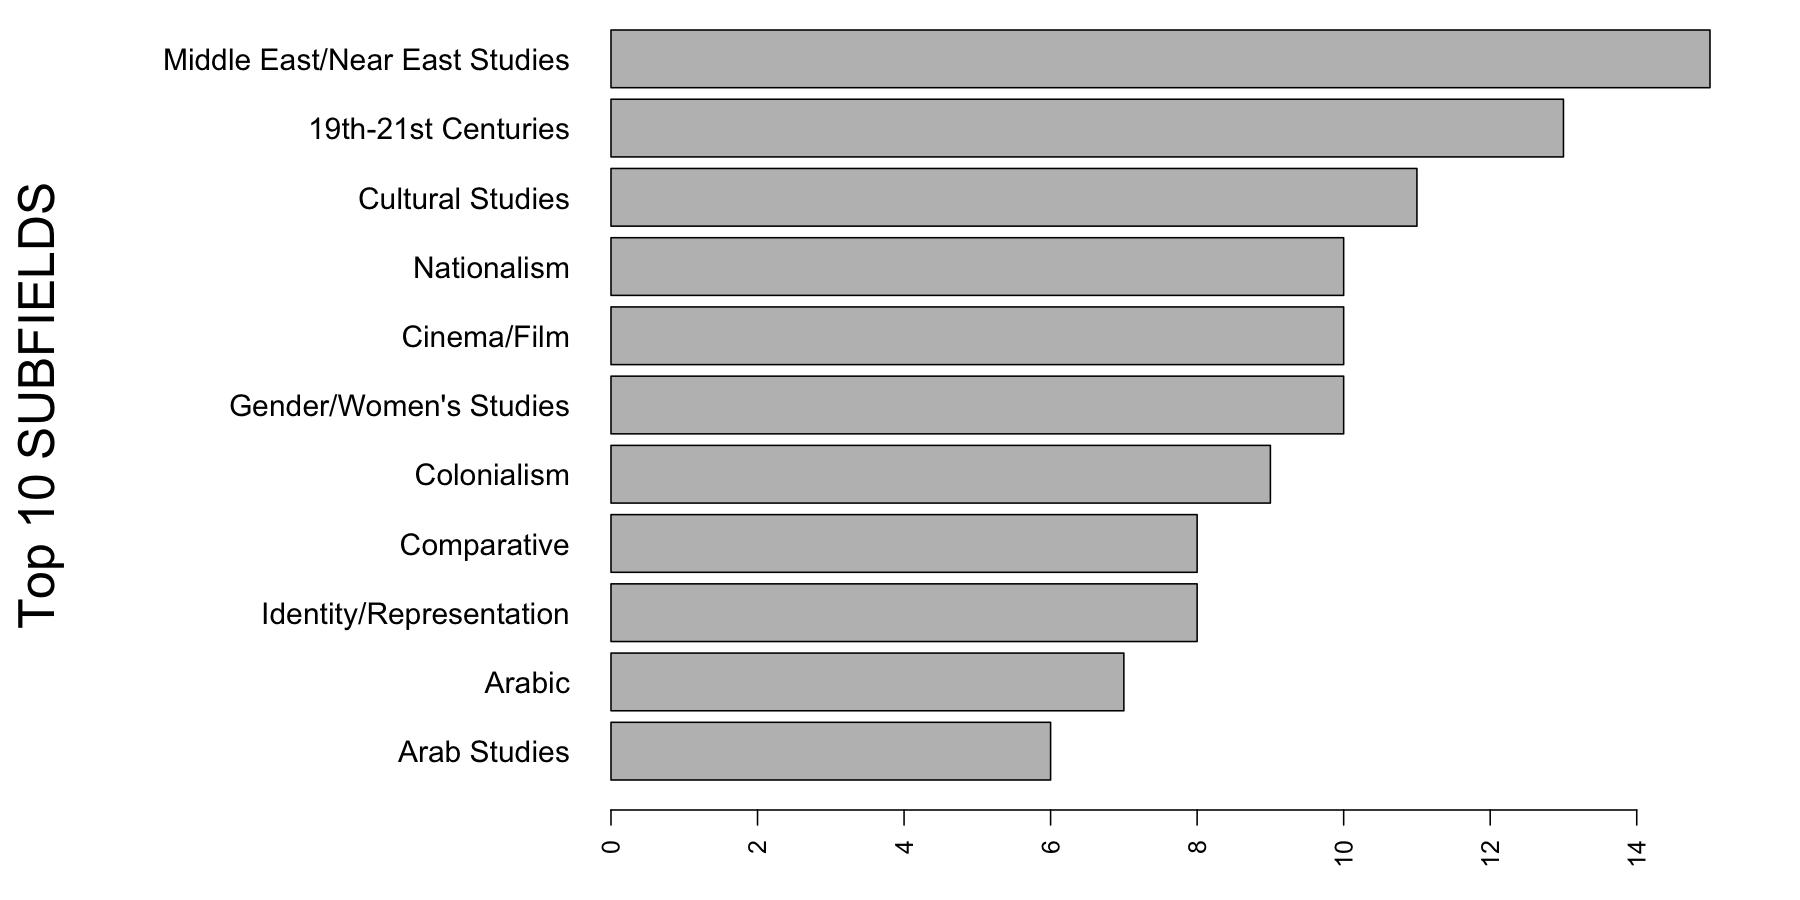 Top 10 SUBFIELDS
Middle East/Near East Studies
19th-21st Centuries
Cultural Studies
Nationalism
Cinema/Film
Gender/Women's Studies
Colonialism
Comparative
Identity/Representation
Arabic
Arab Studies
0 2 4 6 8 10 12 14